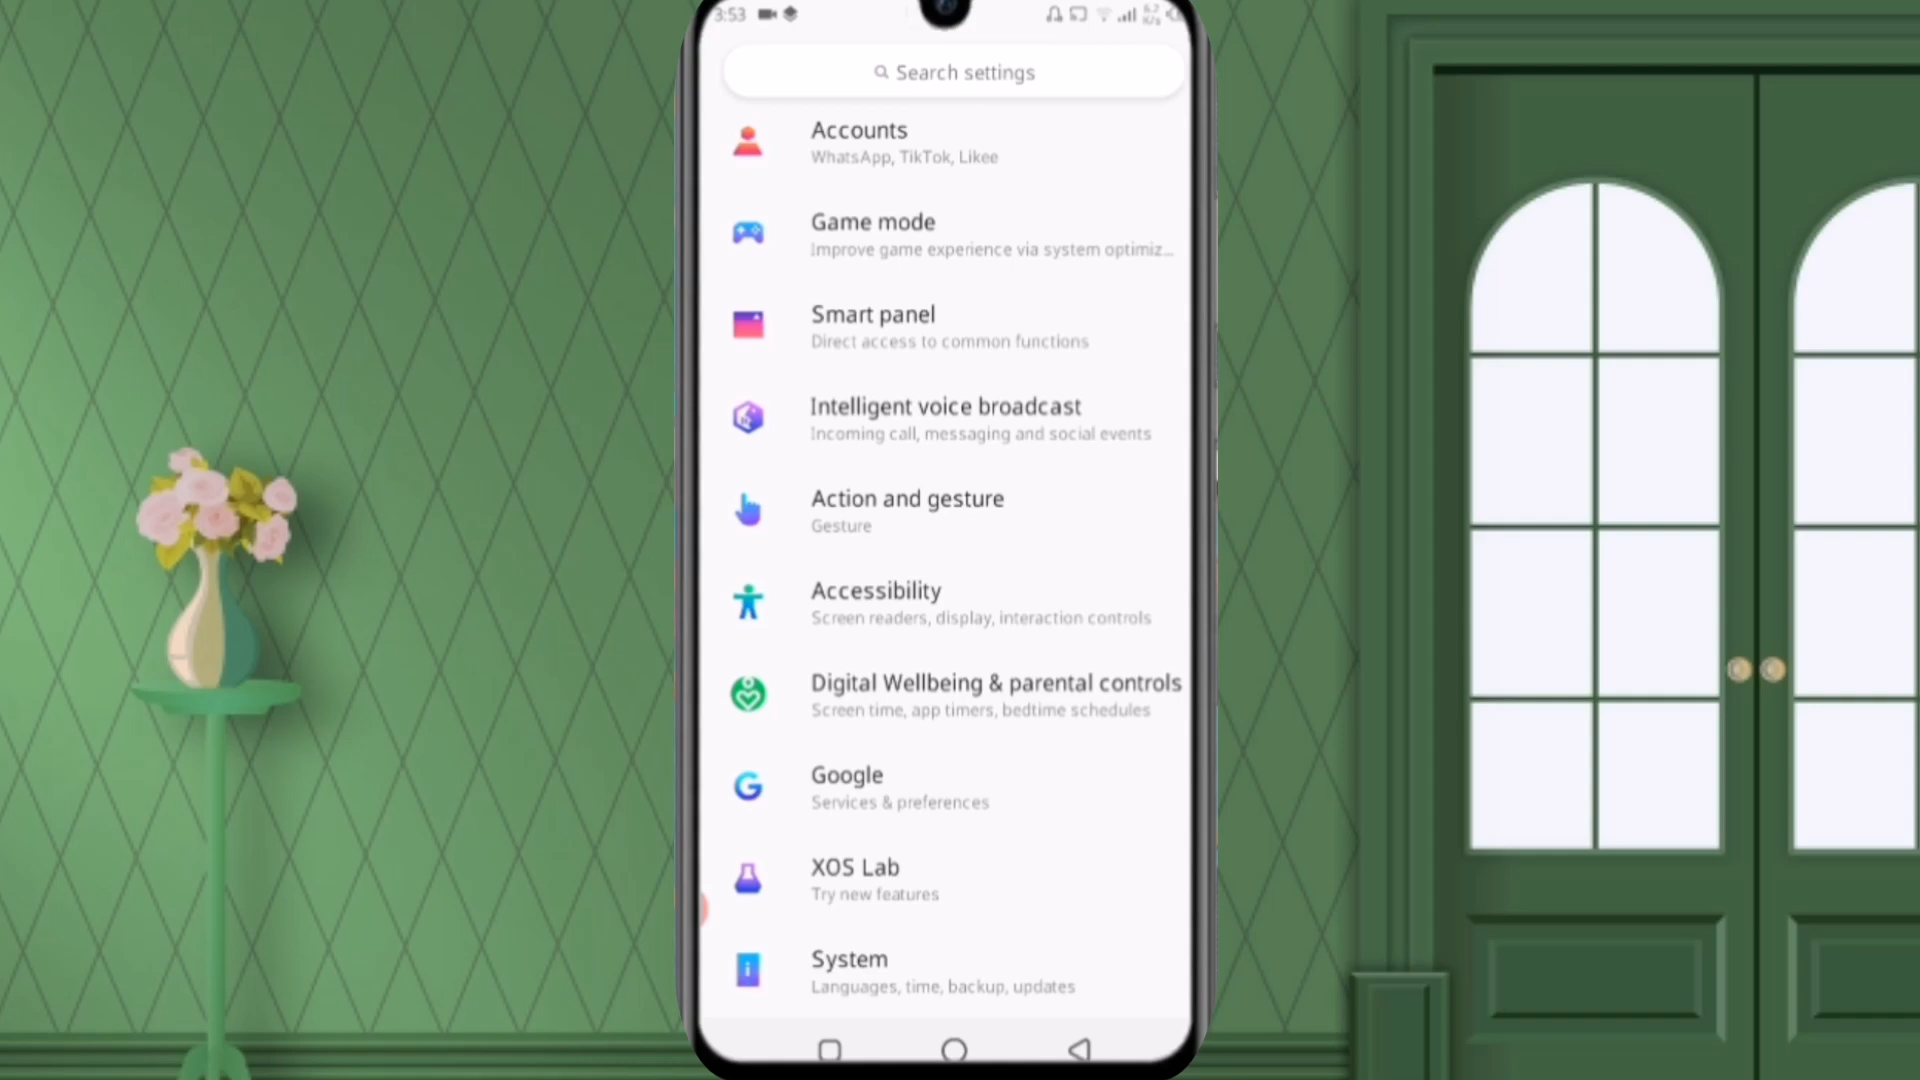 3:53
Search settings
Accounts
WhatsApp, TikTok, Likee
Game mode
Improve game experience via system optimiz...
Smart panel
Direct access to common functions
Intelligent voice broadcast
Incoming call, messaging and social events
Action and gesture
Gesture
Accessibility
Screen readers, display, interaction controls
Digital Wellbeing & parental controls
Screen time, app timers, bedtime schedules
Google
Services & preferences
XOS Lab
Try new features
System
Languages, time, backup, updates